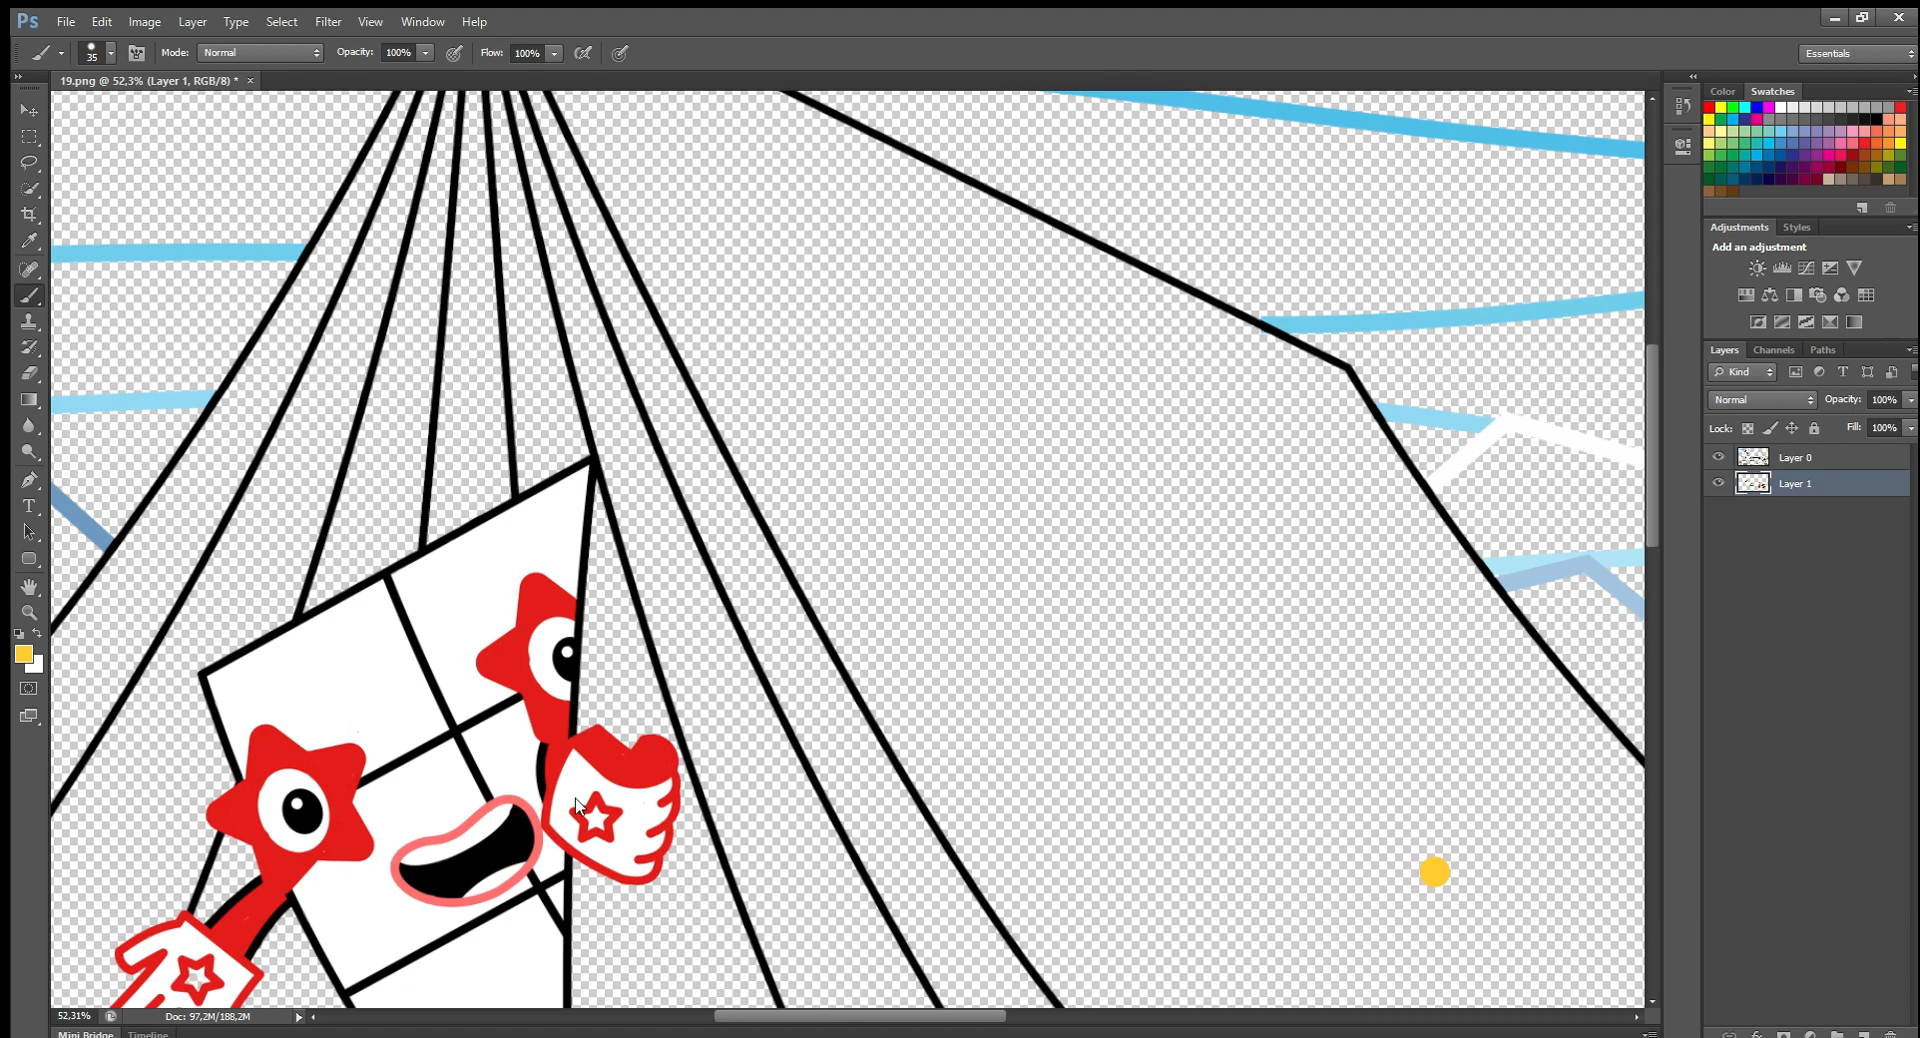 Ps File Edit Image Layer Type Select Filter View Window Help
35 Mode: Normal Opacity: 100% Flow: 100% Essentials
19.png @ 52,3% (Layer 1, RGB/8) * ×
Color Swatches
Adjustments Styles
Add an adjustment
Layers Channels Paths
Kind T
Normal Opacity: 100%
Lock: Fill: 100%
Layer 0
Layer 1
T
52,31% Doc: 97,2M/188,2M
Mini Bridge Timeline
fx